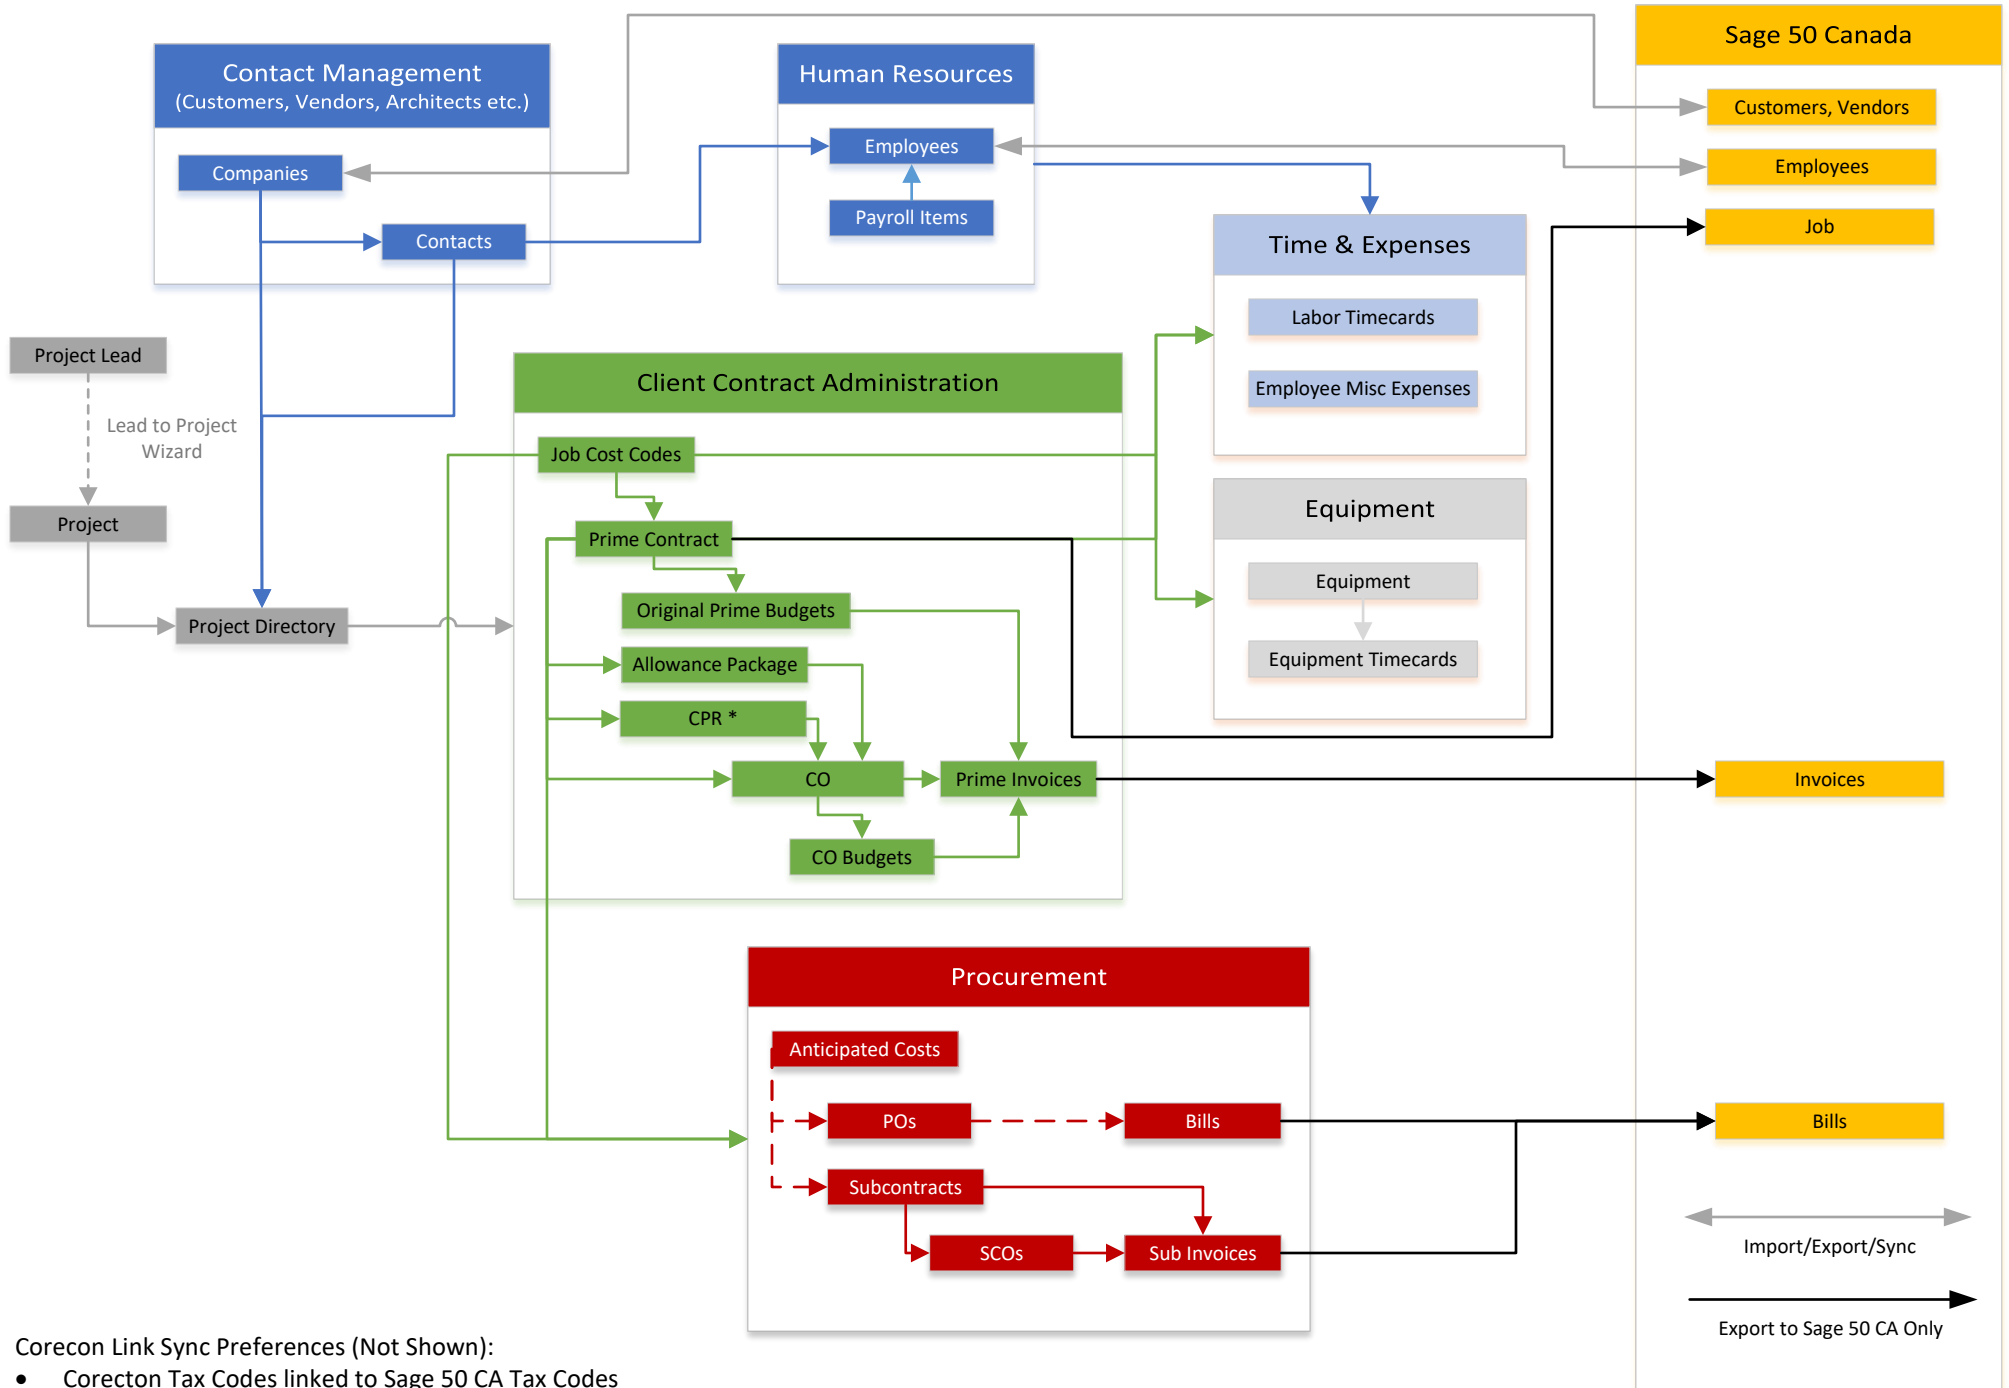 Sage 50 Canada
Contact Management
(Customers, Vendors, Architects etc.)
Human Resources
Customers, Vendors
Employees
Companies
Employees
Payroll Items
Contacts
Job
Time & Expenses
Labor Timecards
Employee Misc Expenses
Project Lead
Lead to Project
Wizard
Project
Project Directory
Client Contract Administration
Job Cost Codes
Prime Contract
Original Prime Budgets
Allowance Package
CPR *
CO
Prime Invoices
CO Budgets
Equipment
Equipment
Equipment Timecards
Invoices
Procurement
Anticipated Costs
POs
Bills
Subcontracts
SCOs
Sub Invoices
Bills
Import/Export/Sync
Export to Sage 50 CA Only
Corecon Link Sync Preferences (Not Shown):
• Corecton Tax Codes linked to Sage 50 CA Tax Codes